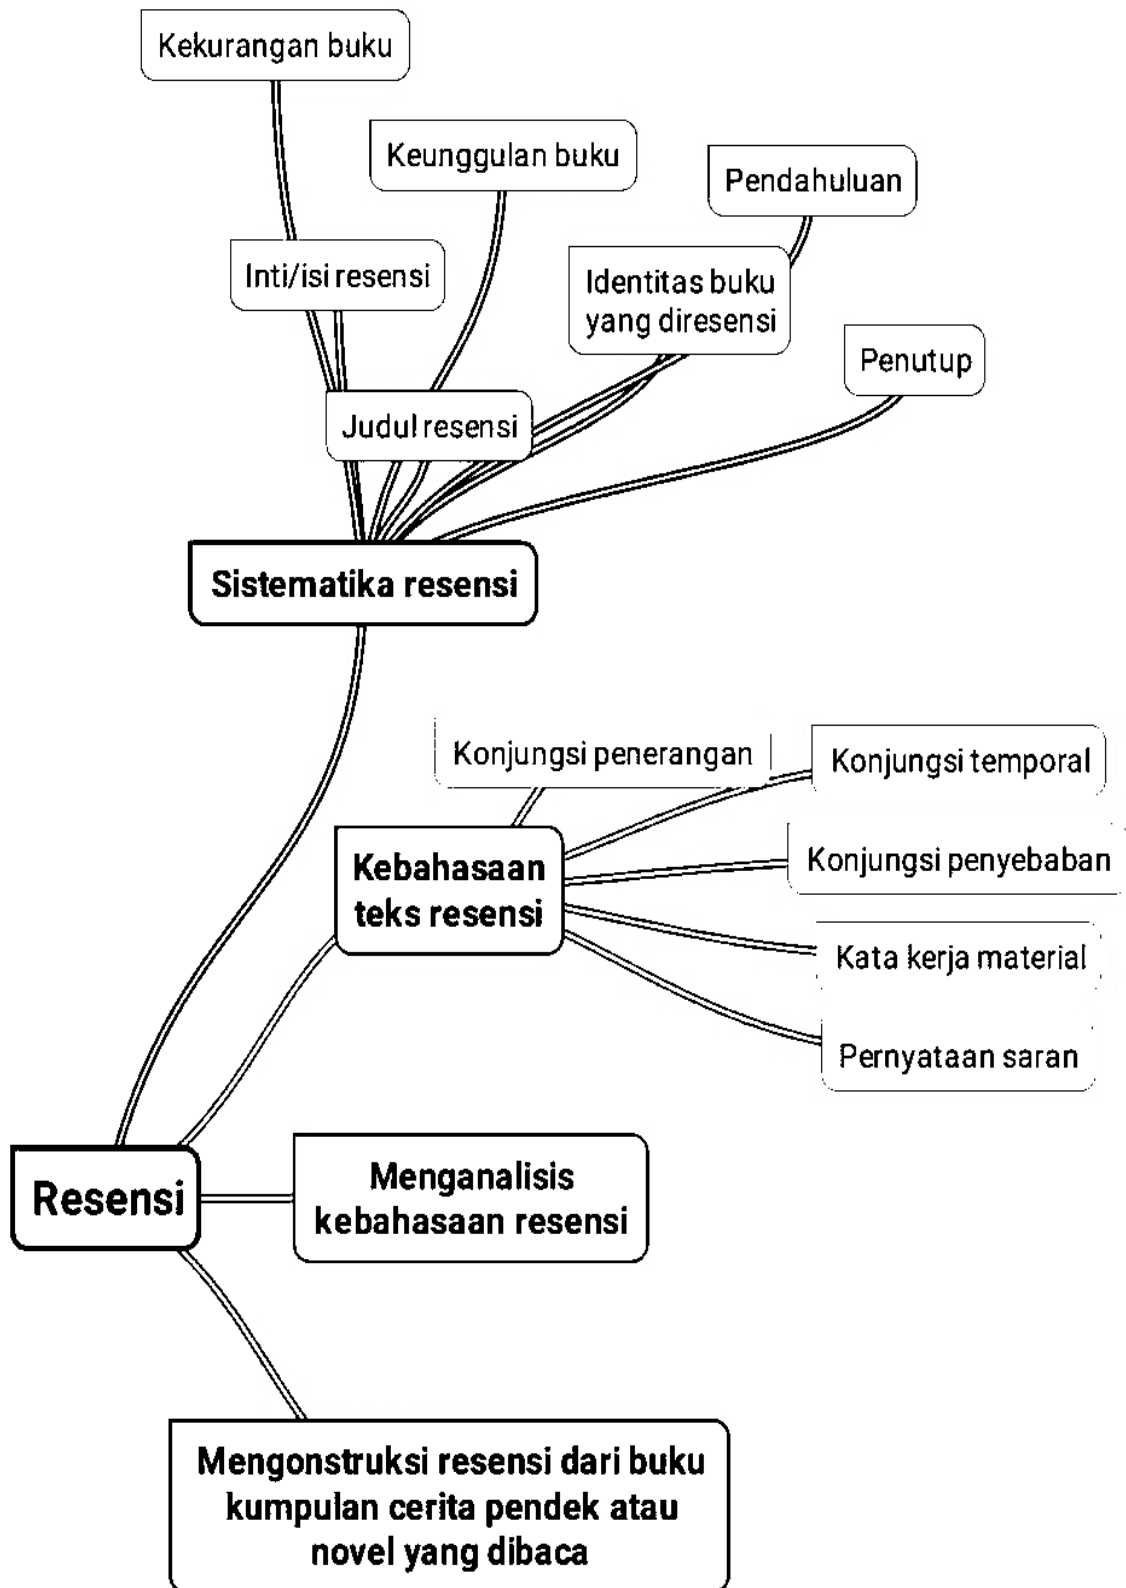 Kekurangan buku
Keunggulan buku
Pendahuluan
Inti/isi resensi
Identitas buku
yang diresensi
Penutup
Judul resensi
Sistematika resensi
Konjungsi penerangan
Konjungsi temporal
Kebahasaan
teks resensi
Konjungsi penyebaban
Kata kerja material
Pernyataan saran
Resensi
Menganalisis
kebahasaan resensi
Mengonstruksi resensi dari buku
kumpulan cerita pendek atau
novel yang dibaca